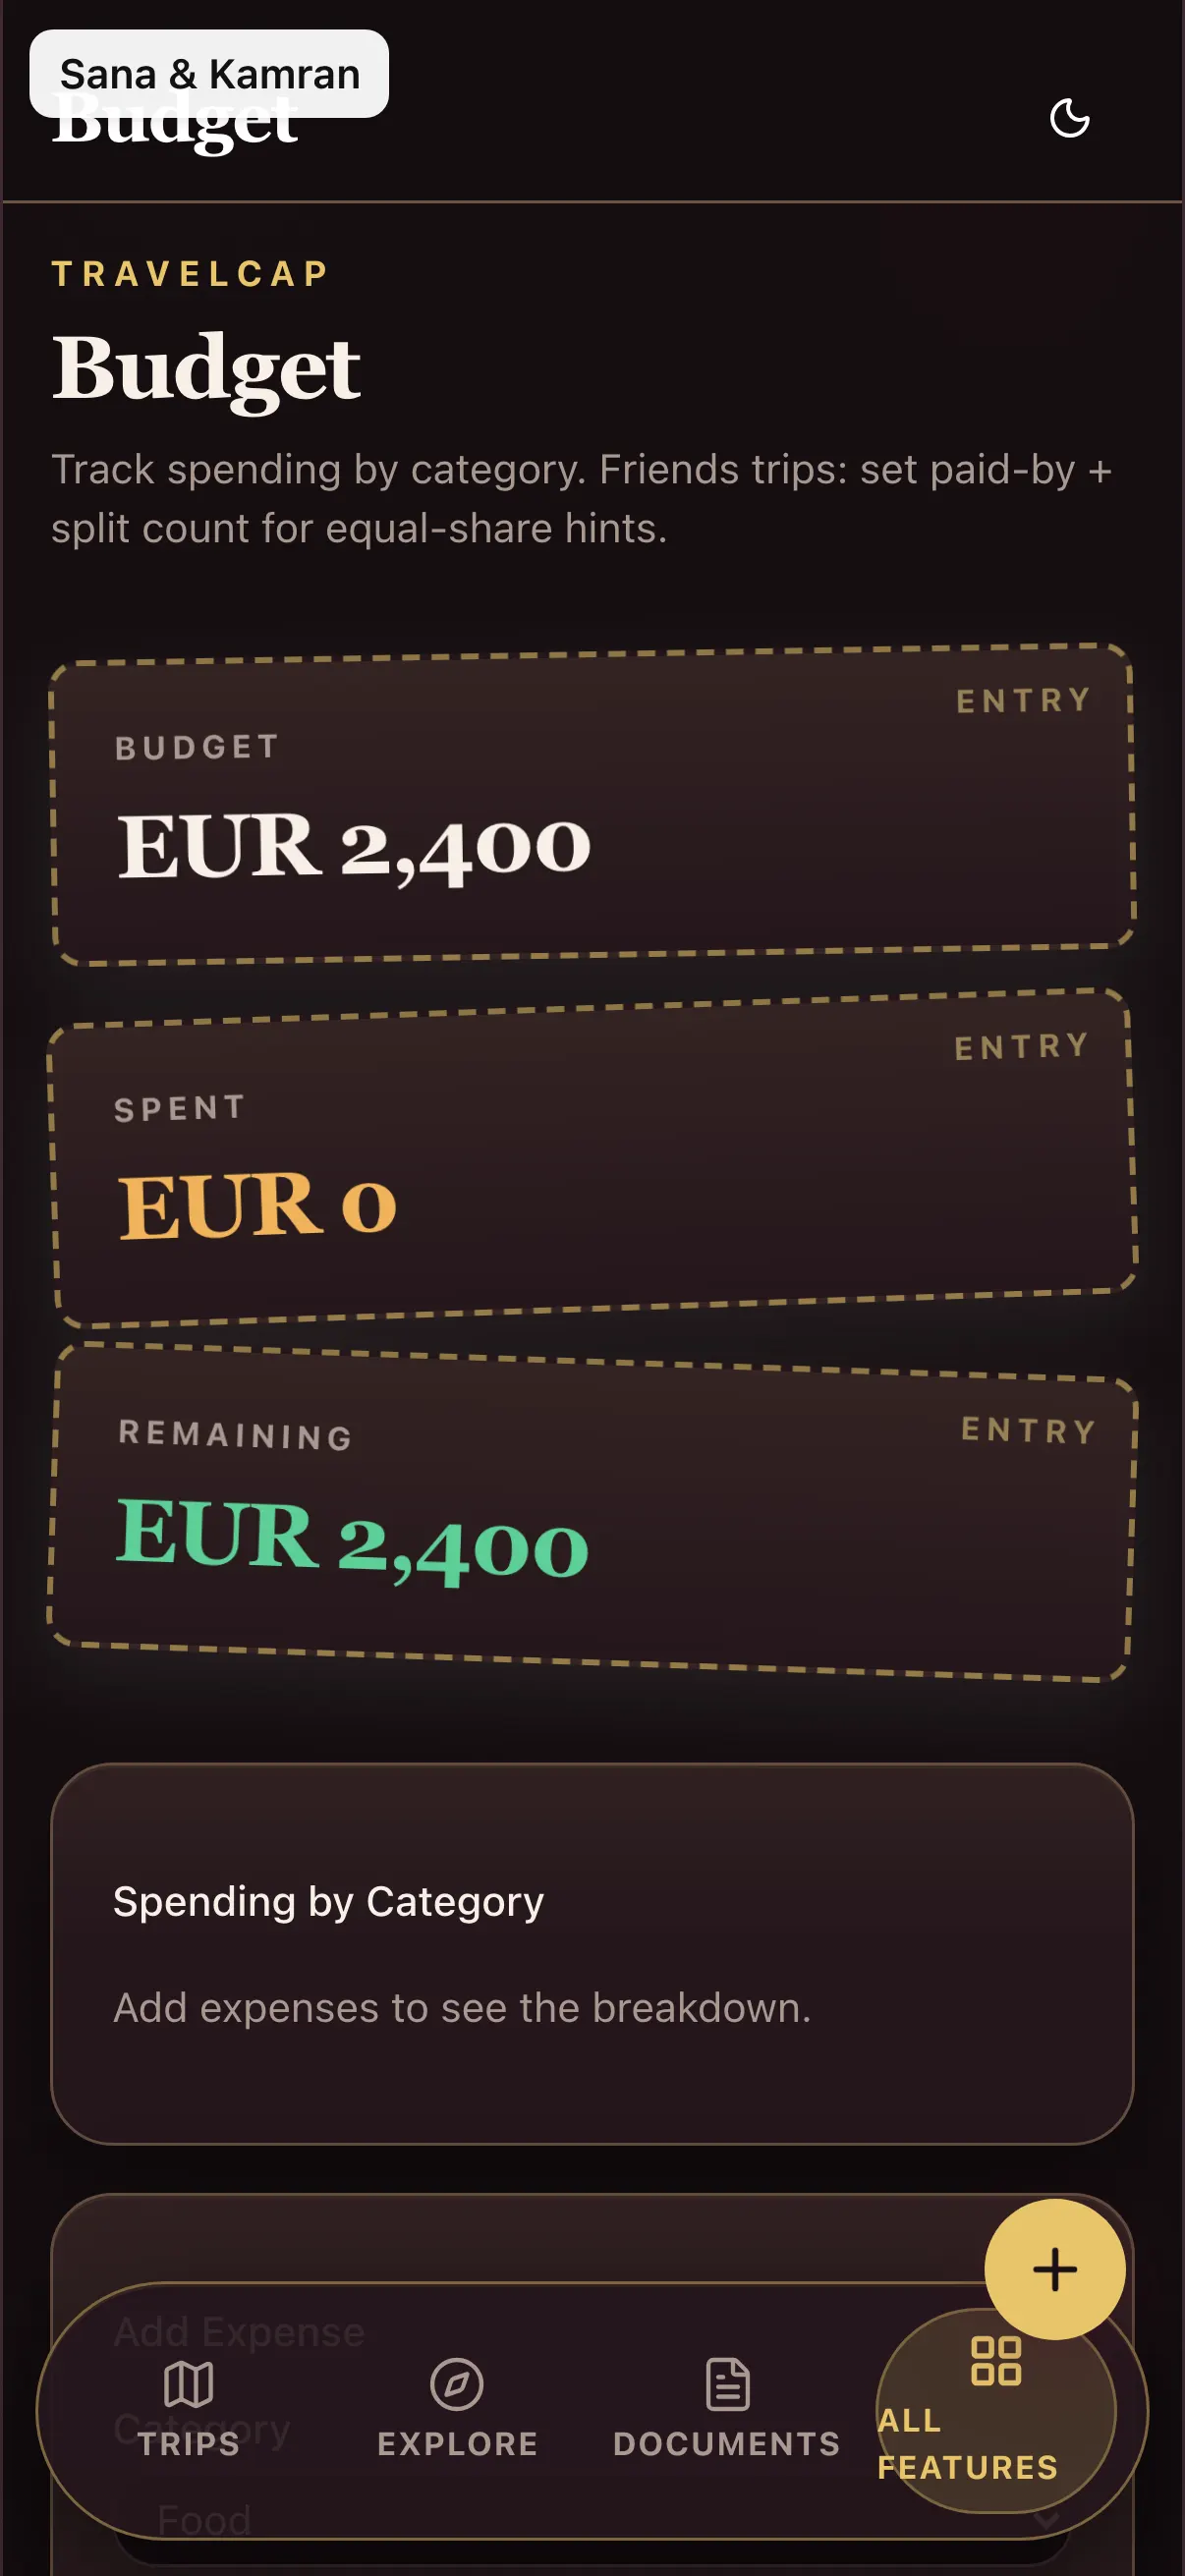 Sana & Kamran
Budget
TRAVELCAP
Budget
Track spending by category. Friends trips: set paid-by +
split count for equal-share hints.
ENTRY
BUDGET
EUR 2,400
ENTRY
SPENT
EUR 0
ENTRY
REMAINING
EUR 2,400
Spending by Category
Add expenses to see the breakdown.
Add Expense
Category
TRIPS
EXPLORE
DOCUMENTS
ALL
FEATURES
Food